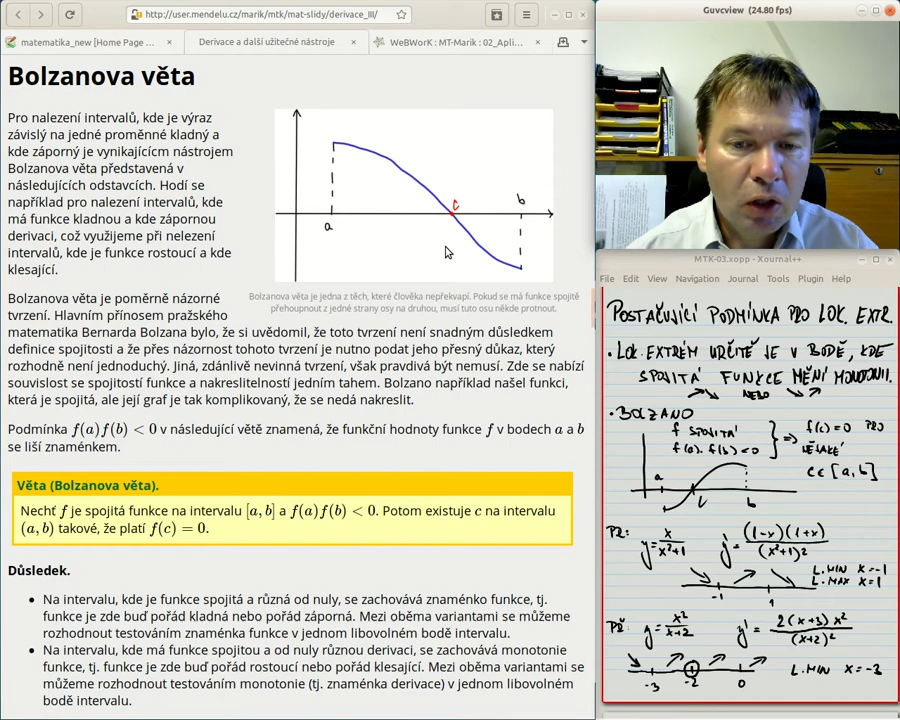 http://user.mendelu.cz/marik/mtk/mat-slidy/derivace_III/
Guvcview (24.80 fps)
matematika_new [Home Page ...
Derivace a další užitečné nástroje
WeBWorK : MT-Marik : 02_Apli...
Bolzanova věta
Pro nalezení intervalů, kde je výraz
závislý na jedné proměnné kladný a
kde záporný je vynikajícím nástrojem
Bolzanova věta představená v
následujících odstavcích. Hodí se
například pro nalezení intervalů, kde
má funkce kladnou a kde zápornou
derivaci, což využijeme při nelezení
intervalů, kde je funkce rostoucí a kde
klesající.
a
c
b
Bolzanova věta je jedna z těch, které člověka nepřekvapí. Pokud se má funkce spojitě
přehoupnout z jedné strany osy na druhou, musí tuto osu někde protnout.
Bolzanova věta je poměrně názorné
tvrzení. Hlavním přínosem pražského
matematika Bernarda Bolzana bylo, že si uvědomil, že toto tvrzení není snadným důsledkem
definice spojitosti a že přes názornost tohoto tvrzení je nutno podat jeho přesný důkaz, který
rozhodně není jednoduchý. Jiná, zdánlivě nevinná tvrzení, však pravdivá být nemusí. Zde se nabízí
souvislost se spojitostí funkce a nakreslitelností jedním tahem. Bolzano například našel funkci,
která je spojitá, ale její graf je tak komplikovaný, že se nedá nakreslit.
Podmínka f(a)f(b) < 0 v následující větě znamená, že funkční hodnoty funkce f v bodech a a b
se liší znaménkem.
Věta (Bolzanova věta).
Nechť f je spojitá funkce na intervalu [a, b] a f(a)f(b) < 0. Potom existuje c na intervalu
(a, b) takové, že platí f(c) = 0.
Důsledek.
Na intervalu, kde je funkce spojitá a různá od nuly, se zachovává znaménko funkce, tj.
funkce je zde buď pořád kladná nebo pořád záporná. Mezi oběma variantami se můžeme
rozhodnout testováním znaménka funkce v jednom libovolném bodě intervalu.
Na intervalu, kde má funkce spojitou a od nuly různou derivaci, se zachovává monotonie
funkce, tj. funkce je zde buď pořád rostoucí nebo pořád klesající. Mezi oběma variantami se
můžeme rozhodnout testováním monotonie (tj. znaménka derivace) v jednom libovolném
bodě intervalu.
MTK-03.xopp - Xournal++
File Edit View Navigation Journal Tools Plugin Help
POSTAČUJÍCÍ PODMÍNKA PRO LOK. EXTR.
• LOK. EXTRÉM URČITĚ JE V BODĚ, KDE
SPOJITÁ FUNKCE MĚNÍ MONOTONII.
NEBO
• BOLZANO
f SPOJITÁ
f(a). f(b) < 0
} => f(c)=0 PRO
NĚJAKÉ
c ∈ [a, b]
a
b
PŘ: y = x/(x²+1) y' = (1-x)(1+x)/(x²+1)²
L. MIN X=-1
L. MAX X=1
-1 1
PŘ: y = x²/(x+2) y' = 2(x+3)x²/(x+2)²
L. MIN X=-3
-3 -2 0